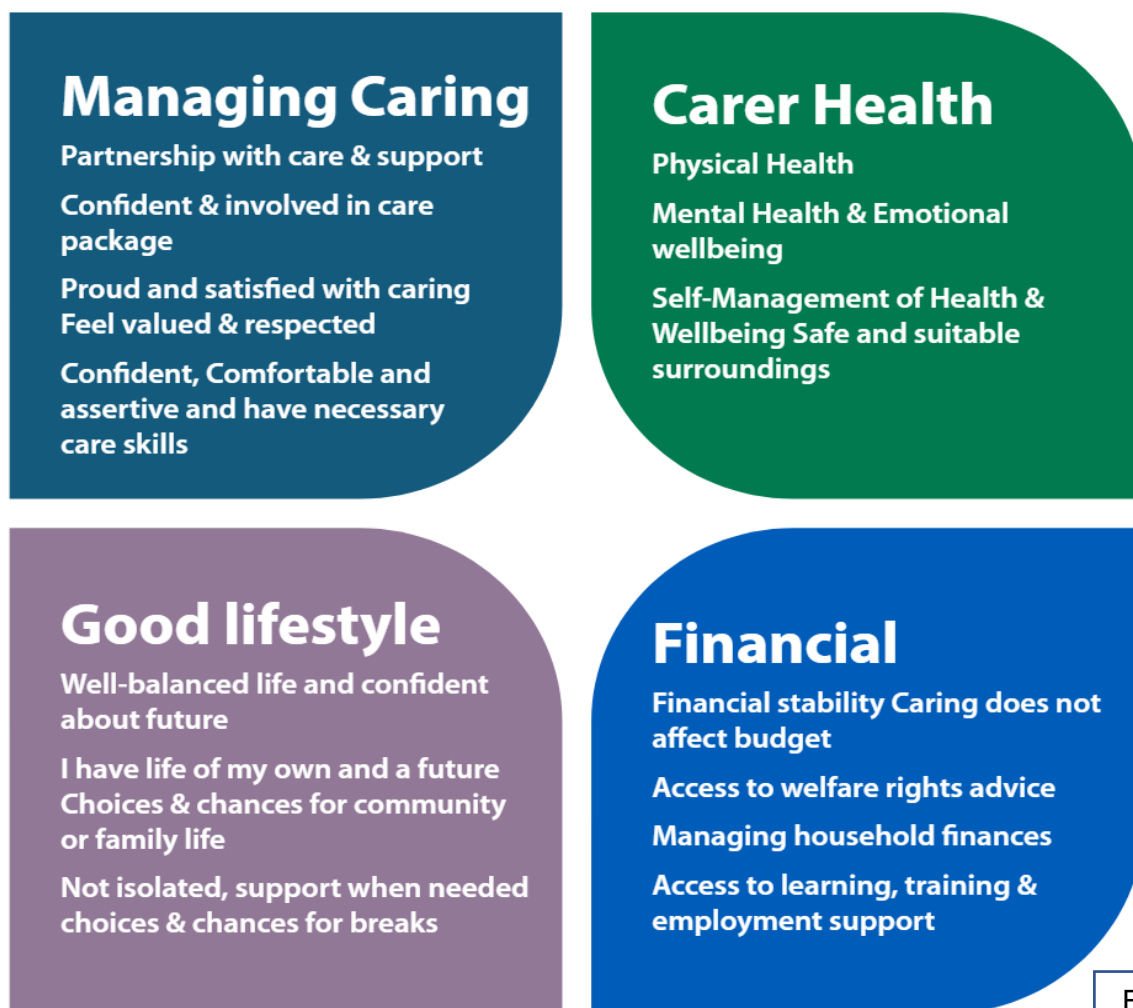 Managing Caring
Partnership with care & support
Confident & involved in care
package
Proud and satisfied with caring
Feel valued & respected
Confident, Comfortable and
assertive and have necessary
care skills
Carer Health
Physical Health
Mental Health & Emotional
wellbeing
Self-Management of Health &
Wellbeing Safe and suitable
surroundings
Good lifestyle
Well-balanced life and confident
about future
I have life of my own and a future
Choices & chances for community
or family life
Not isolated, support when needed
choices & chances for breaks
Financial
Financial stability Caring does not
affect budget
Access to welfare rights advice
Managing household finances
Access to learning, training &
employment support